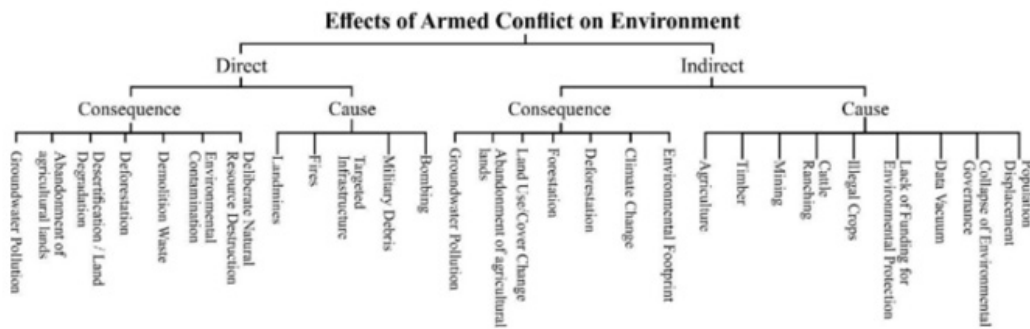 Effects of Armed Conflict on Environment
Direct
Indirect
Consequence
Cause
Consequence
Cause
Groundwater Pollution
Abandonment of
agricultural lands
Desertification / Land
Degradation
Deforestation
Demolition Waste
Environmental
Contamination
Deliberate Natural
Resource Destruction
Landmines
Fires
Targeted
Infrastructure
Military Debris
Bombing
Groundwater Pollution
Abandonment of agricultural
lands
Land Use/Cover Change
Forestation
Deforestation
Climate Change
Environmental Footprint
Agriculture
Timber
Mining
Cattle
Ranching
Illegal Crops
Lack of Funding for
Environmental Protection
Data Vacuum
Collapse of Environmental
Governance
Population
Displacement